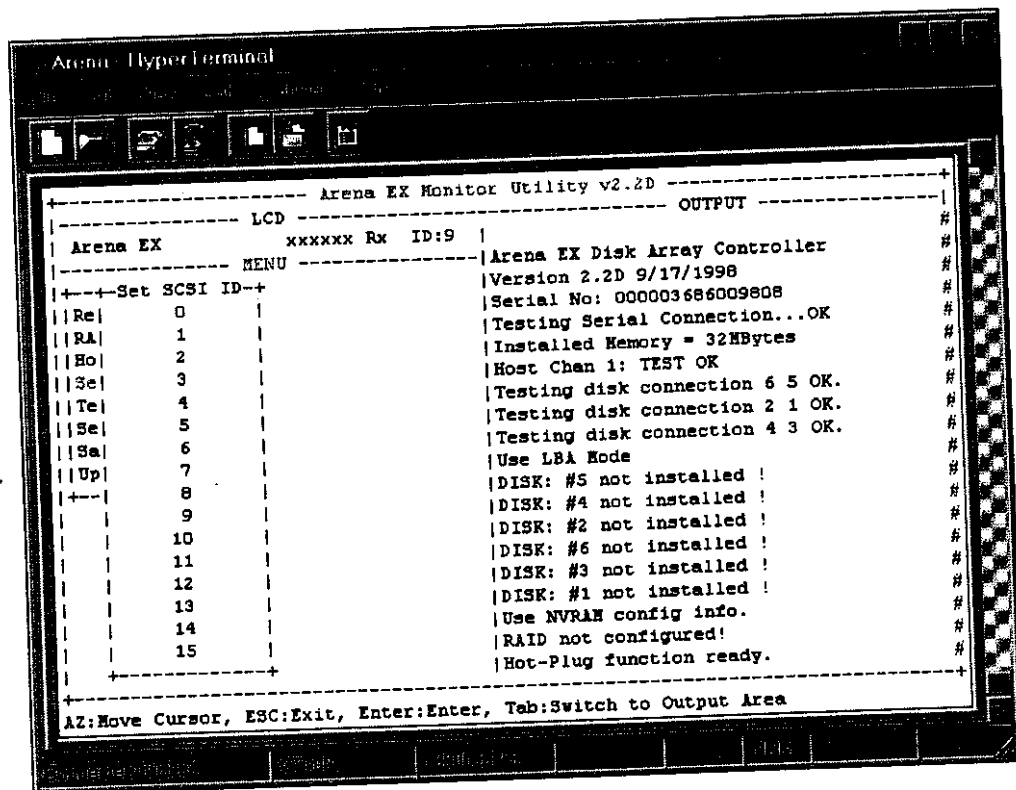 Arena - HyperTerminal
+------------------- Arena EX Monitor Utility v2.2D --------------------+
|---------------- LCD --------------------------------- OUTPUT ---------------|
| Arena EX xxxxxx Rx ID:9 | #
|--------------- MENU ----------------|Arena EX Disk Array Controller #
|+--+-Set SCSI ID-+ |Version 2.2D 9/17/1998 #
||Re| 0 | |Serial No: 000003686009808 #
||RA| 1 | |Testing Serial Connection...OK #
||Ho| 2 | |Installed Memory = 32MBytes #
||Se| 3 | |Host Chan 1: TEST OK #
||Te| 4 | |Testing disk connection 6 5 OK. #
||Se| 5 | |Testing disk connection 2 1 OK. #
||Sa| 6 | |Testing disk connection 4 3 OK. #
||Up| 7 | |Use LBA Mode #
|+--| 8 | |DISK: #5 not installed ! #
| | 9 | |DISK: #4 not installed ! #
| | 10 | |DISK: #2 not installed ! #
| | 11 | |DISK: #6 not installed ! #
| | 12 | |DISK: #3 not installed ! #
| | 13 | |DISK: #1 not installed ! #
| | 14 | |Use NVRAM config info. #
| | 15 | |RAID not configured! #
| +-------------+ |Hot-Plug function ready. #
+-----------------------------------------------------------------------+
AZ:Move Cursor, ESC:Exit, Enter:Enter, Tab:Switch to Output Area